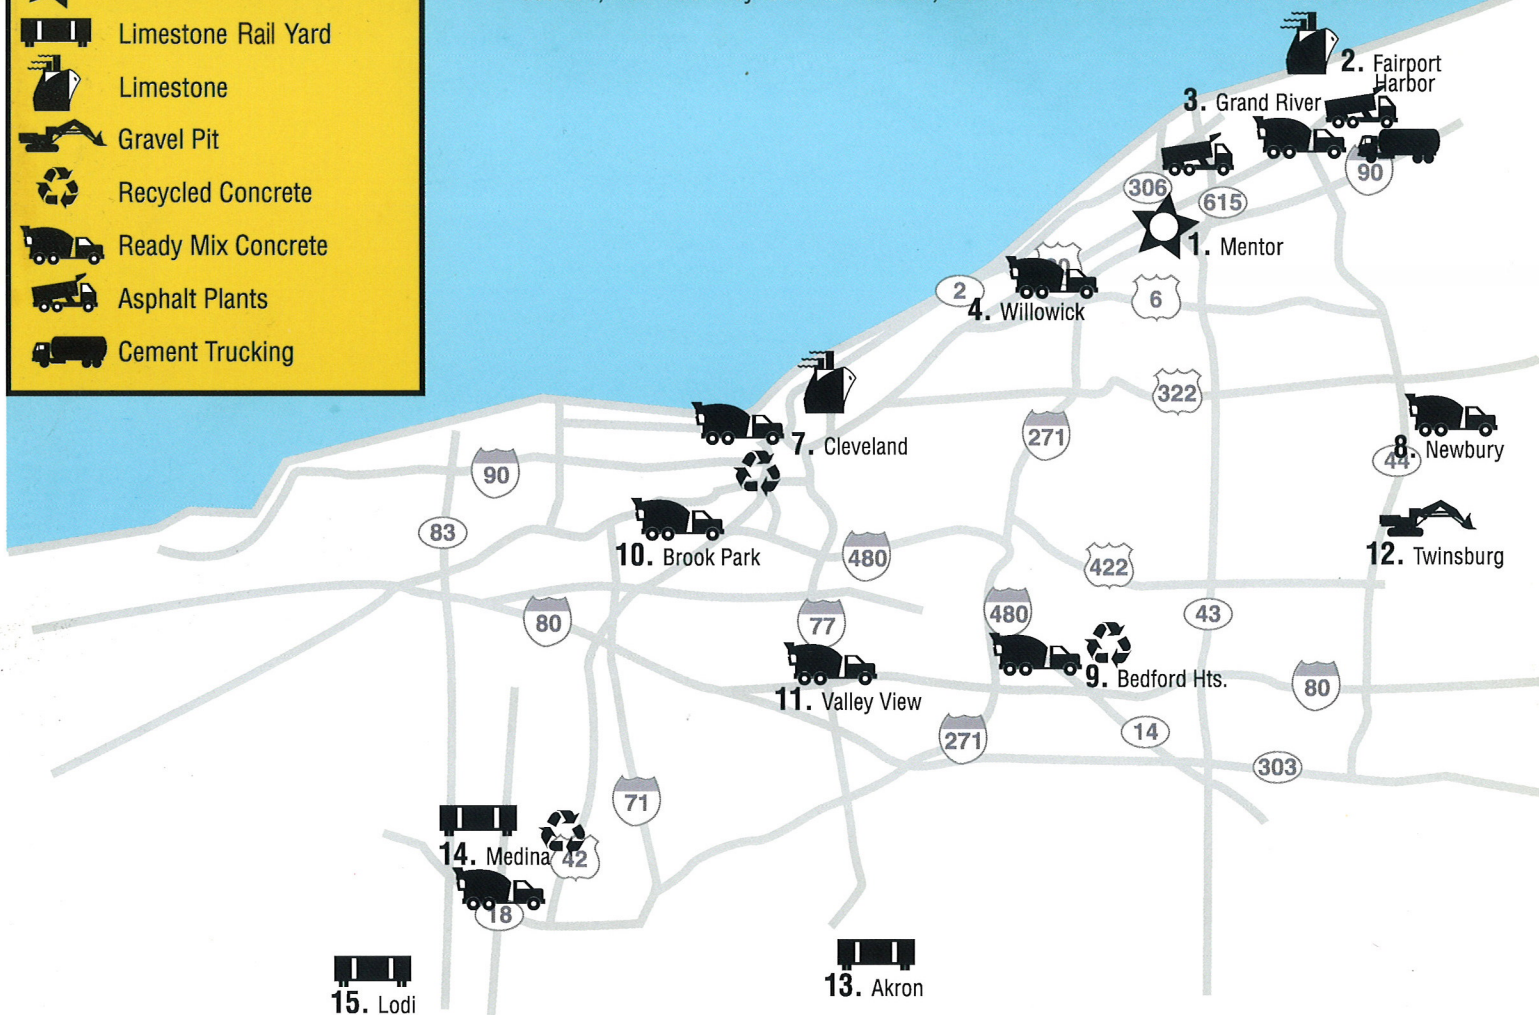 Limestone Rail Yard
Limestone
Gravel Pit
Recycled Concrete
Ready Mix Concrete
Asphalt Plants
Cement Trucking
2. Fairport
Harbor
3. Grand River
90
306
615
1. Mentor
2
6
4. Willowick
322
271
7. Cleveland
8. Newbury
44
90
83
10. Brook Park
480
12. Twinsburg
422
80
77
480
43
9. Bedford Hts.
80
11. Valley View
271
14
303
71
14. Medina
42
18
13. Akron
15. Lodi